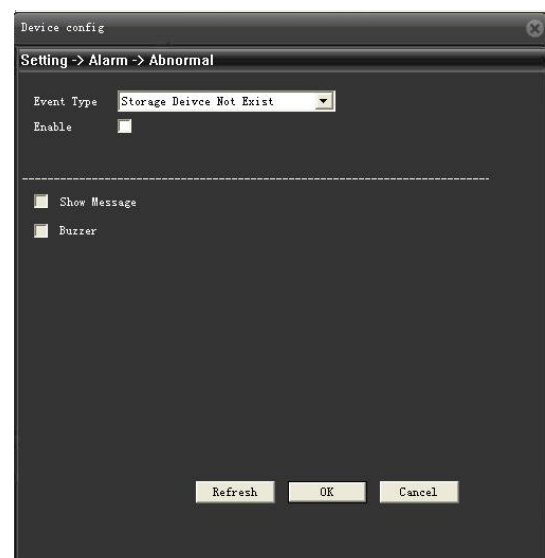 Device config
Setting -> Alarm -> Abnormal
Event Type Storage Deivce Not Exist
Enable
Show Message
Buzzer
Refresh OK Cancel